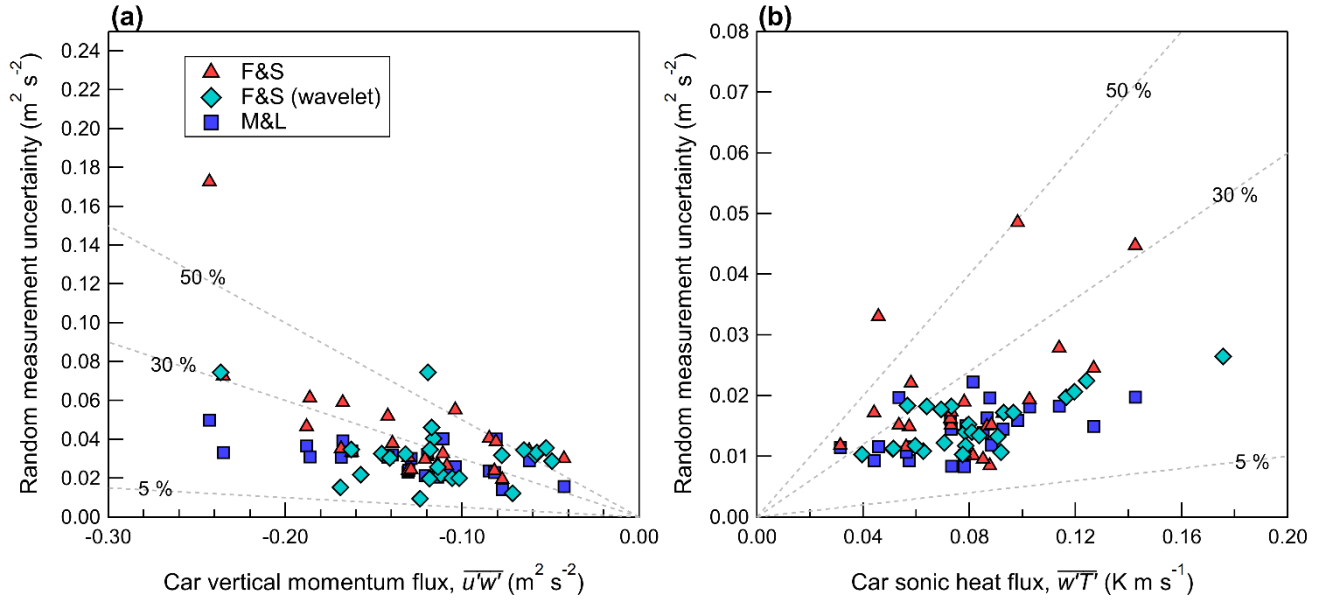 (a)
Random measurement uncertainty (m² s⁻²)
0.24
0.22
0.20
0.18
0.16
0.14
0.12
0.10
0.08
0.06
0.04
0.02
0.00
F&S
F&S (wavelet)
M&L
50 %
30 %
5 %
-0.30 -0.20 -0.10 0.00
Car vertical momentum flux, u'w' (m² s⁻²)
(b)
Random measurement uncertainty (m² s⁻²)
0.08
0.07
0.06
0.05
0.04
0.03
0.02
0.01
0.00
50 %
30 %
5 %
0.00 0.04 0.08 0.12 0.16 0.20
Car sonic heat flux, w'T' (K m s⁻¹)